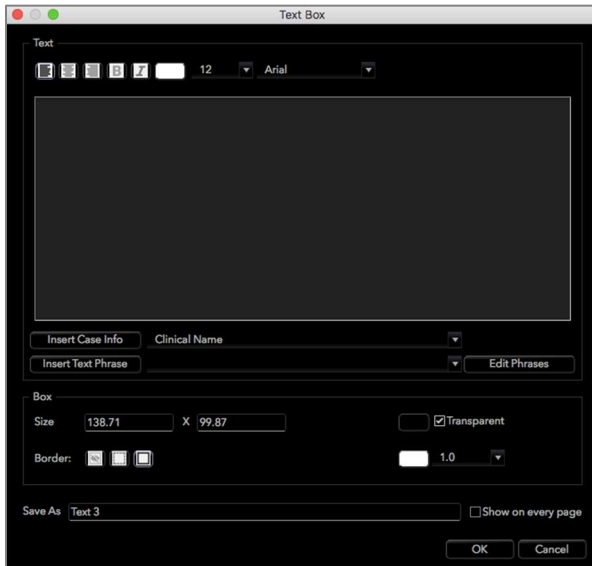 Text Box
Text
B I 12 Arial
Insert Case Info Clinical Name
Insert Text Phrase Edit Phrases
Box
Size 138.71 X 99.87 Transparent
Border: 1.0
Save As Text 3 Show on every page
OK Cancel